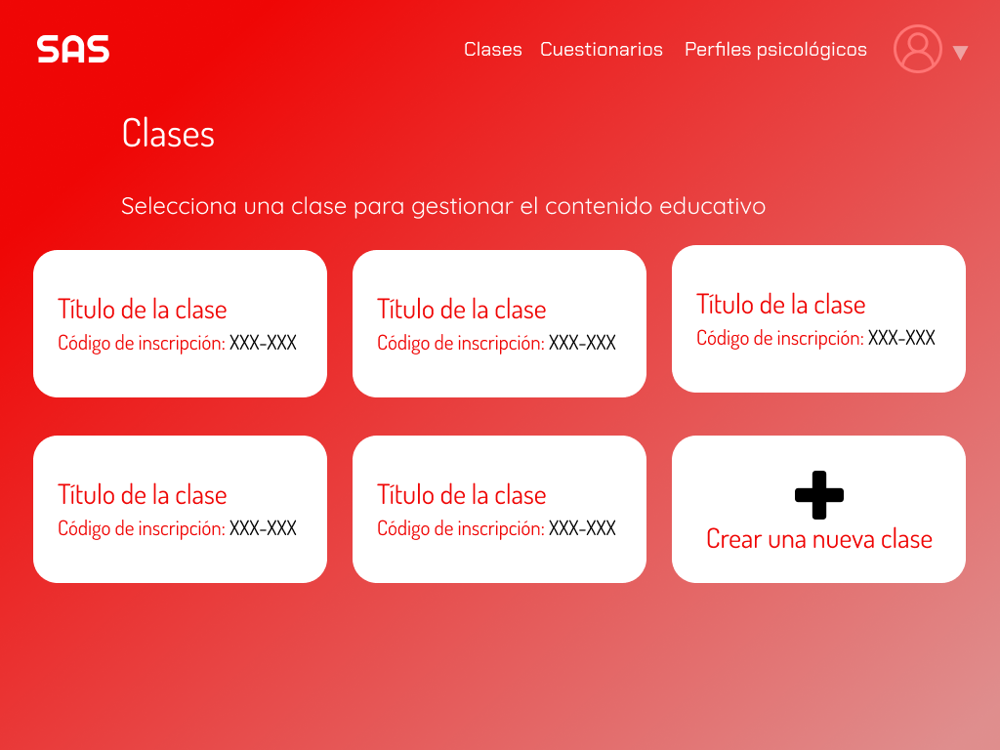 SAS
Clases Cuestionarios Perfiles psicológicos
Clases
Selecciona una clase para gestionar el contenido educativo
Título de la clase
Código de inscripción: XXX-XXX
Título de la clase
Código de inscripción: XXX-XXX
Título de la clase
Código de inscripción: XXX-XXX
Título de la clase
Código de inscripción: XXX-XXX
Título de la clase
Código de inscripción: XXX-XXX
Crear una nueva clase